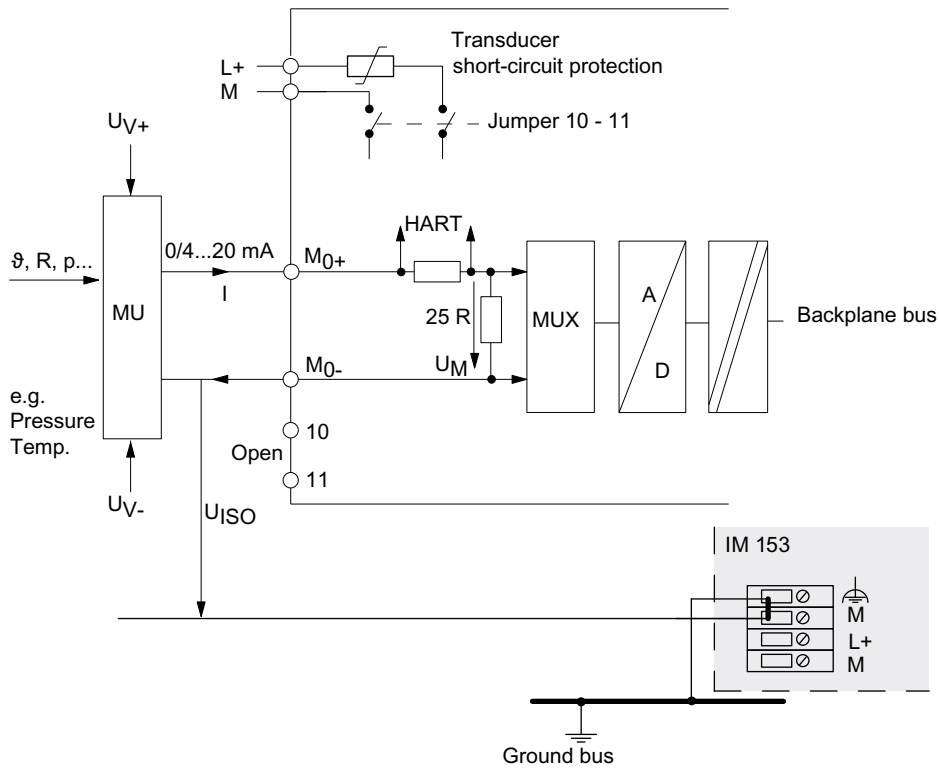 Transducer
short-circuit protection
L+
M
Jumper 10 - 11
UV+
HART
0/4...20 mA
M0+
ϑ, R, p...
I
MU
25 R
MUX
A
D
Backplane bus
UM
M0-
e.g.
Pressure
Temp.
10
Open
11
UV-
UISO
IM 153
M
L+
M
Ground bus